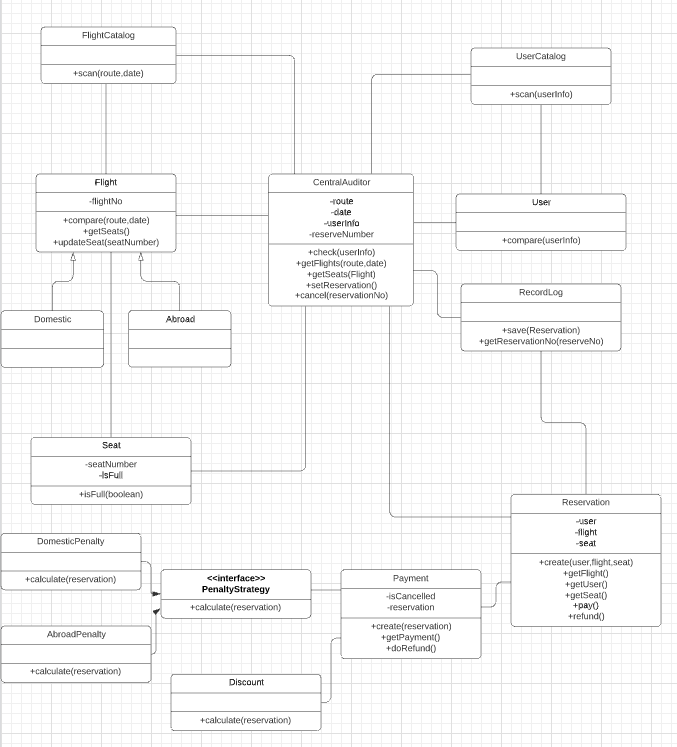 FlightCatalog
+scan(route,date)
UserCatalog
+scan(userInfo)
Flight
-flightNo
+compare(route,date)
+getSeats()
+updateSeat(seatNumber)
CentralAuditor
-route
-date
-userInfo
-reserveNumber
+check(userInfo)
+getFlights(route,date)
+getSeats(Flight)
+setReservation()
+cancel(reservationNo)
User
+compare(userInfo)
RecordLog
+save(Reservation)
+getReservationNo(reserveNo)
Domestic
Abroad
Seat
-seatNumber
-IsFull
+isFull(boolean)
Reservation
-user
-flight
-seat
+create(user,flight,seat)
+getFlight()
+getUser()
+getSeat()
+pay()
+refund()
DomesticPenalty
+calculate(reservation)
<<interface>>
PenaltyStrategy
+calculate(reservation)
Payment
-isCancelled
-reservation
+create(reservation)
+getPayment()
+doRefund()
AbroadPenalty
+calculate(reservation)
Discount
+calculate(reservation)